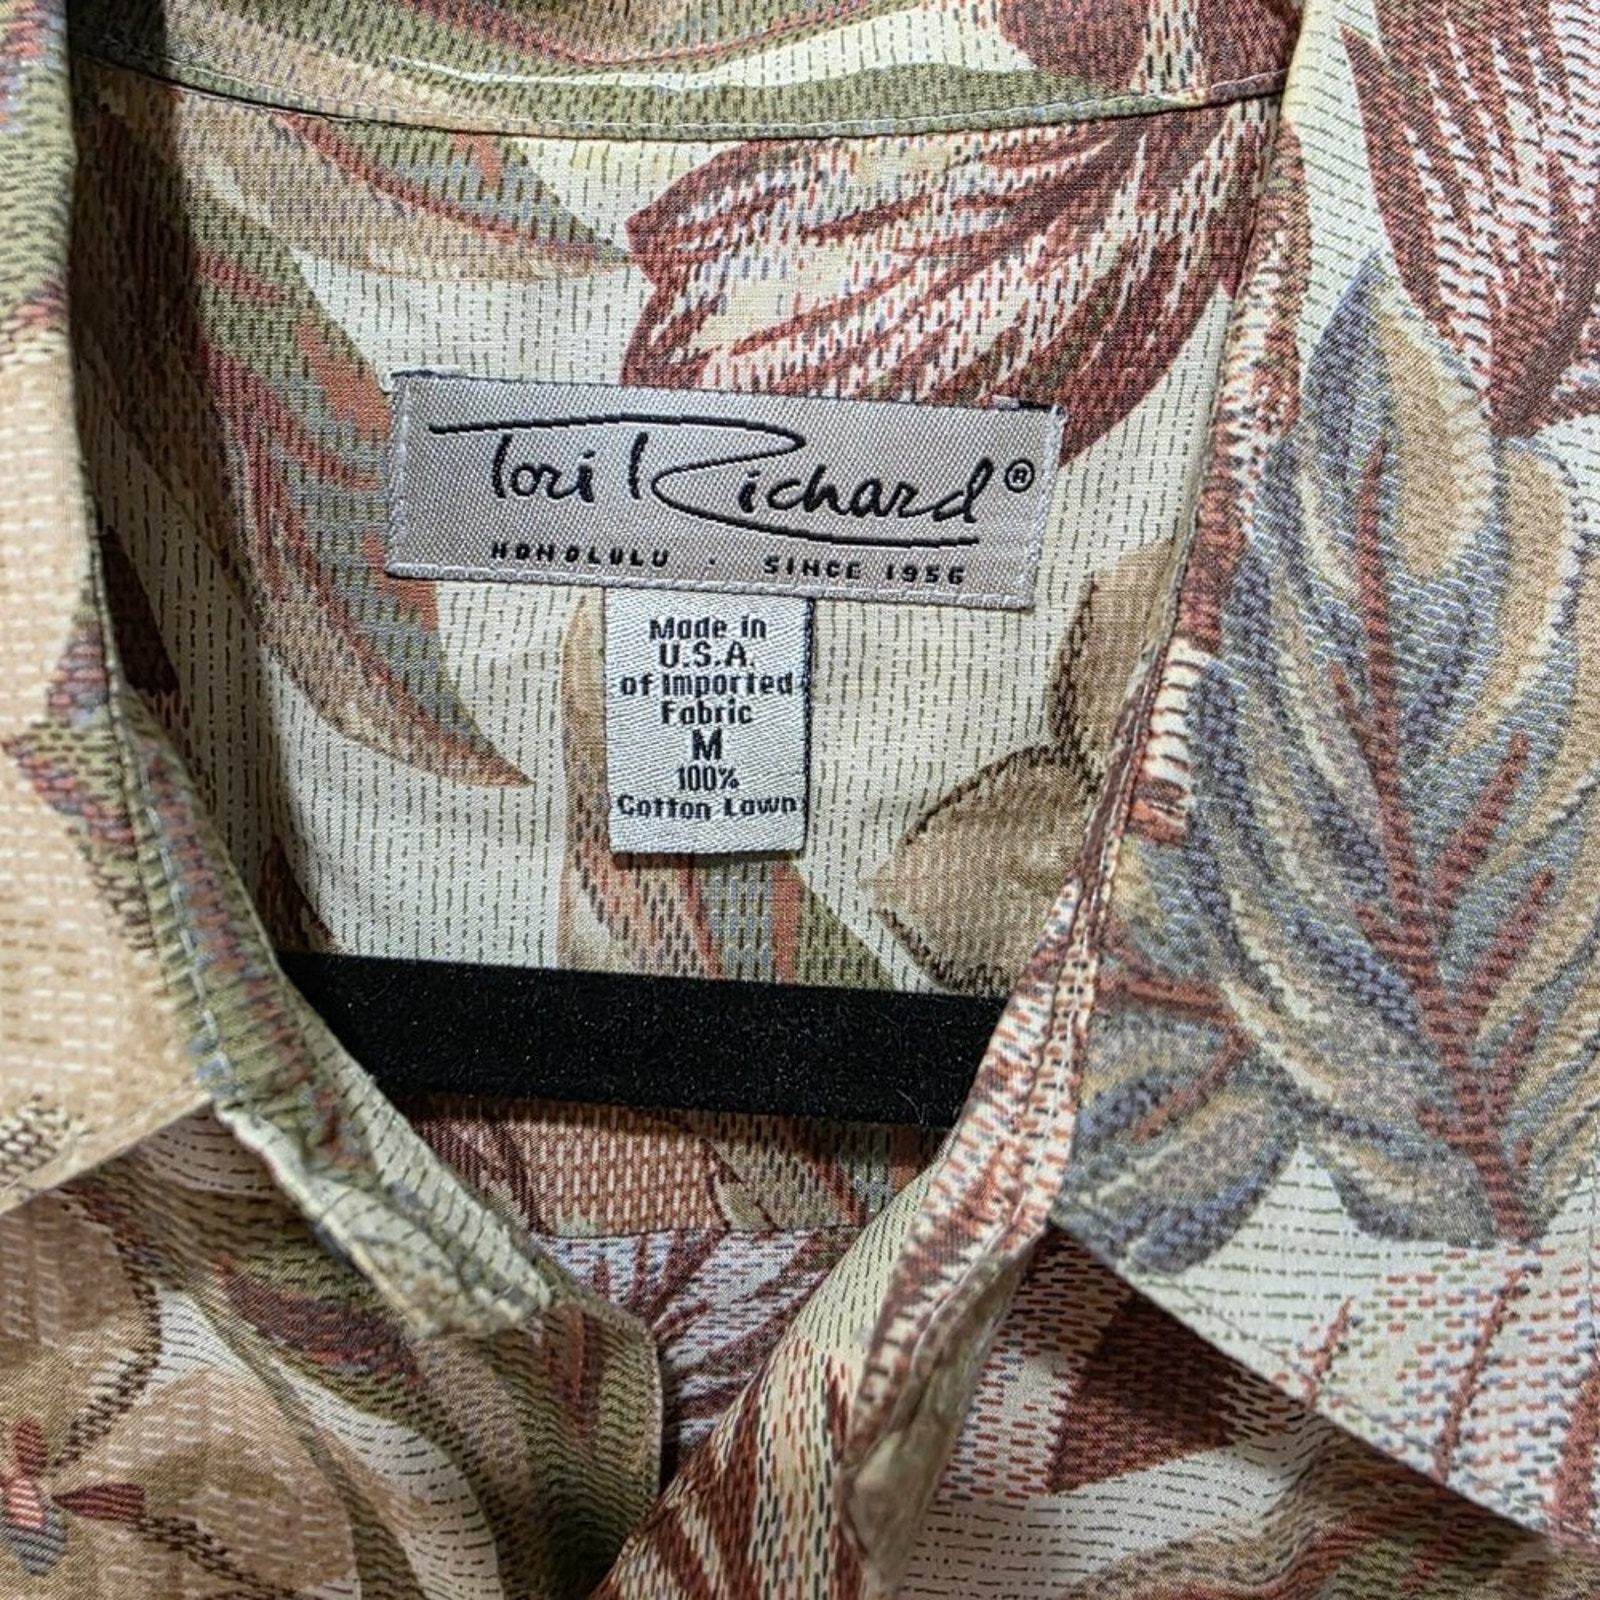 Tori Richard®
HONOLULU · SINCE 1956
Made in
U.S.A.
of Imported
Fabric
M
100%
Cotton Lawn